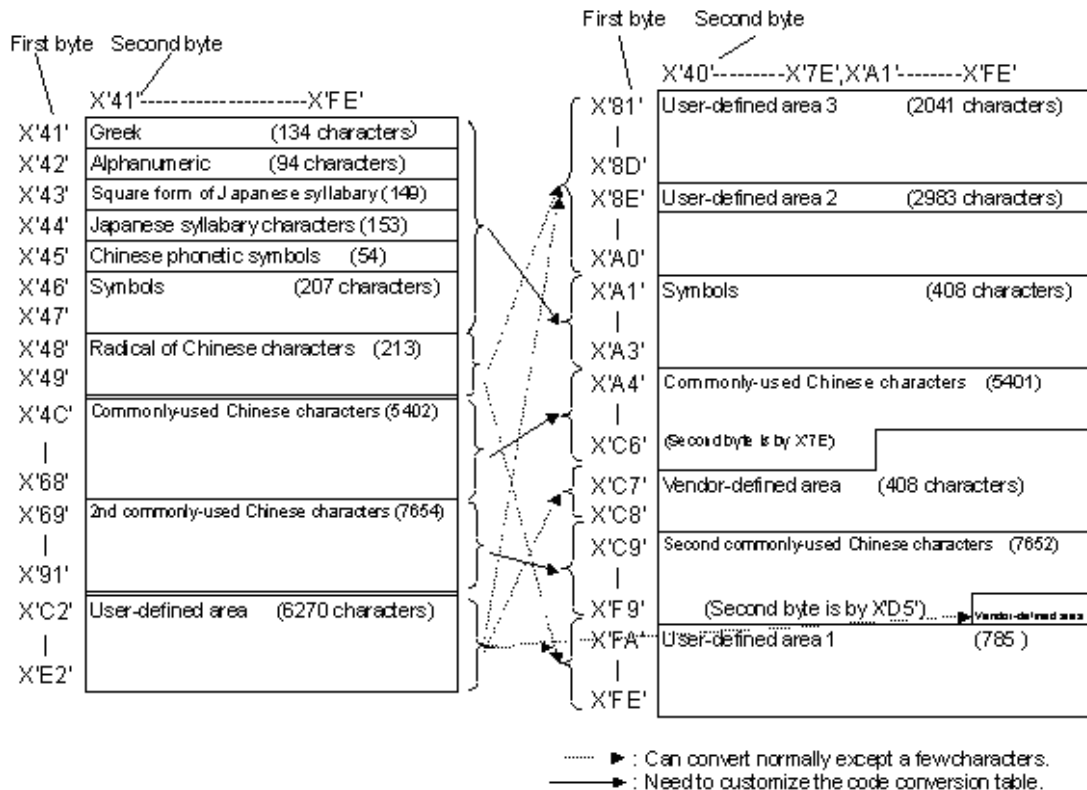 First byte Second byte
X'41'--------------------X'FE'
X'41' Greek (134 characters)
X'42' Alphanumeric (94 characters)
X'43' Square form of Japanese syllabary (149)
X'44' Japanese syllabary characters (153)
X'45' Chinese phonetic symbols (54)
X'46' Symbols (207 characters)
X'47'
X'48' Radical of Chinese characters (213)
X'49'
X'4C' Commonly-used Chinese characters (5402)
X'68'
X'69' 2nd commonly-used Chinese characters (7654)
X'91'
X'C2' User-defined area (6270 characters)
X'E2'
First byte Second byte
X'40'---------X'7E',X'A1'------X'FE'
X'81' User-defined area 3 (2041 characters)
X'8D'
X'8E' User-defined area 2 (2983 characters)
X'A0'
X'A1' Symbols (408 characters)
X'A3'
X'A4' Commonly-used Chinese characters (5401)
X'C6' (Second byte is by X'7E)
X'C7' Vendor-defined area (408 characters)
X'C8'
X'C9' Second commonly-used Chinese characters (7652)
X'F9' (Second byte is by X'D5') Vendor-defined area
X'FA' User-defined area 1 (785 )
X'FE'
: Can convert normally except a few characters.
: Need to customize the code conversion table.